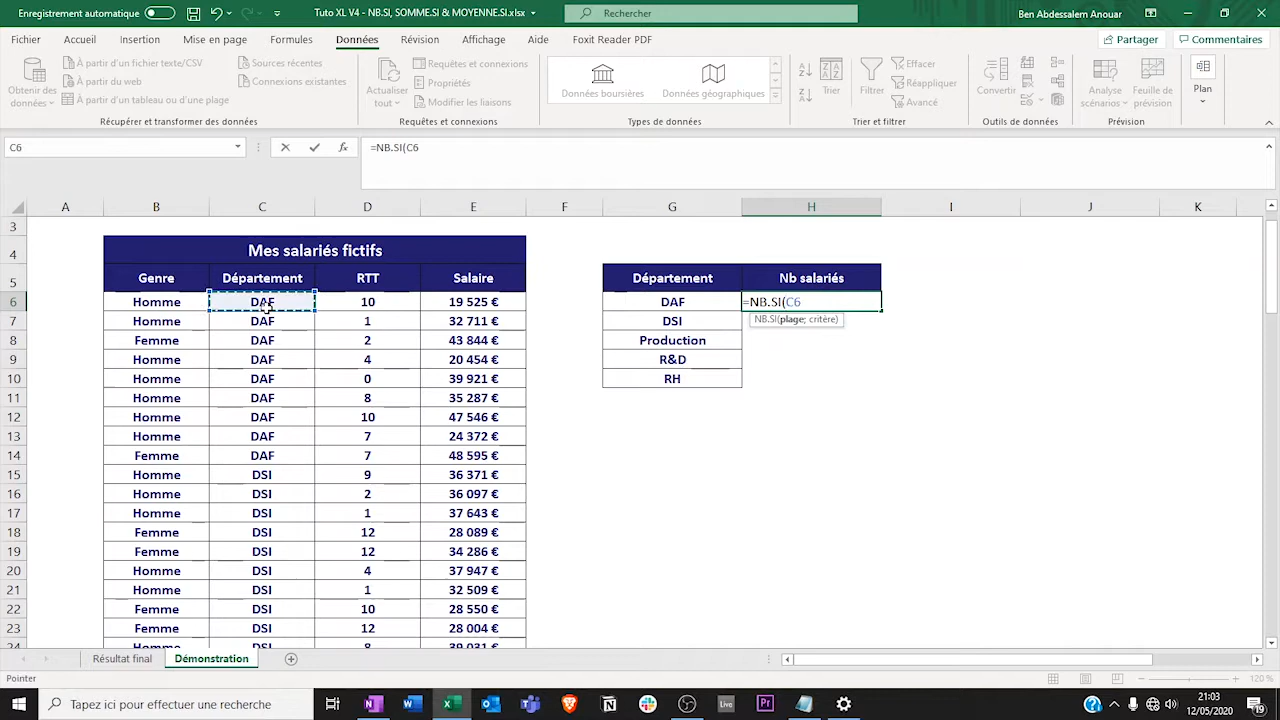 Enregistrement automatique
Tuto XL V4 - NB.SI, SOMME.SI & MOYENNE.SI.xlsx
Rechercher
Ben Abdessalem Anouar
Fichier Accueil Insertion Mise en page Formules Données Révision Affichage Aide Foxit Reader PDF
Partager Commentaires
Obtenir des données
À partir d'un fichier texte/CSV
À partir du web
À partir d'un tableau ou d'une plage
Sources récentes
Connexions existantes
Récupérer et transformer des données
Actualiser tout
Requêtes et connexions
Propriétés
Modifier les liaisons
Requêtes et connexions
Données boursières
Données géographiques
Types de données
Trier
Filtrer
Effacer
Réappliquer
Avancé
Trier et filtrer
Convertir
Outils de données
Analyse scénarios
Feuille de prévision
Prévision
Plan
C6 fx =NB.SI(C6
A B C D E F G H I J K
3
4 Mes salariés fictifs
5 Genre Département RTT Salaire Département Nb salariés
6 Homme DAF 10 19 525 € DAF =NB.SI(C6
NB.SI(plage; critère)
7 Homme DAF 1 32 711 € DSI
8 Femme DAF 2 43 844 € Production
9 Homme DAF 4 20 454 € R&D
10 Homme DAF 0 39 921 € RH
11 Homme DAF 8 35 287 €
12 Homme DAF 10 47 546 €
13 Homme DAF 7 24 372 €
14 Femme DAF 7 48 595 €
15 Homme DSI 9 36 371 €
16 Homme DSI 2 36 097 €
17 Homme DSI 1 37 643 €
18 Femme DSI 12 28 089 €
19 Femme DSI 12 34 286 €
20 Homme DSI 4 37 947 €
21 Homme DSI 1 32 509 €
22 Femme DSI 10 28 550 €
23 Femme DSI 12 28 004 €
24 Homme DSI 8 39 031 €
Résultat final Démonstration
Pointer
120 %
Tapez ici pour effectuer une recherche
Live
Pr
21:03
12/05/2020